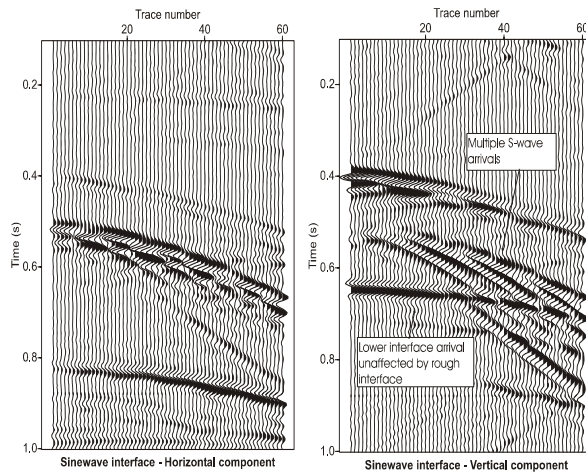 Trace number
20 40 60
0.2
0.4
0.6
0.8
1.0
Time (s)
Sinewave interface - Horizontal component
Trace number
20 40 60
0.2
0.4
0.6
0.8
1.0
Time (s)
Multiple S-wave
arrivals
Lower interface arrival
unaffected by rough
interface
Sinewave interface - Vertical component